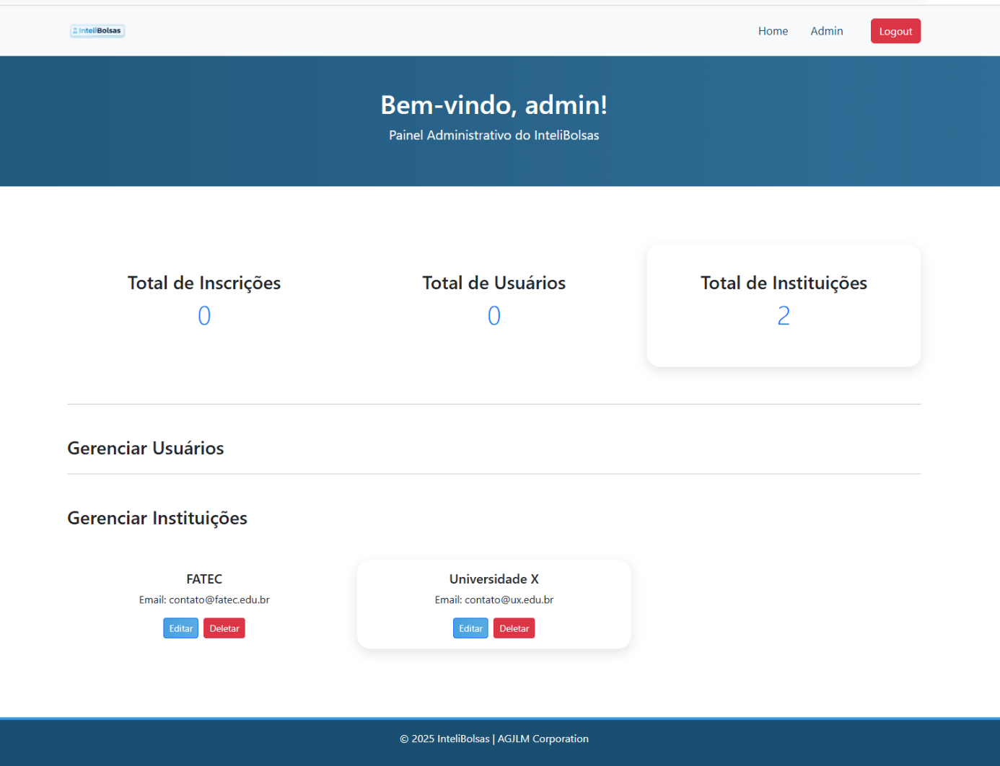 InteliBolsas
Home Admin Logout
Bem-vindo, admin!
Painel Administrativo do InteliBolsas
Total de Inscrições
0
Total de Usuários
0
Total de Instituições
2
Gerenciar Usuários
Gerenciar Instituições
FATEC
Email: contato@fatec.edu.br
Editar Deletar
Universidade X
Email: contato@ux.edu.br
Editar Deletar
© 2025 InteliBolsas | AGJLM Corporation